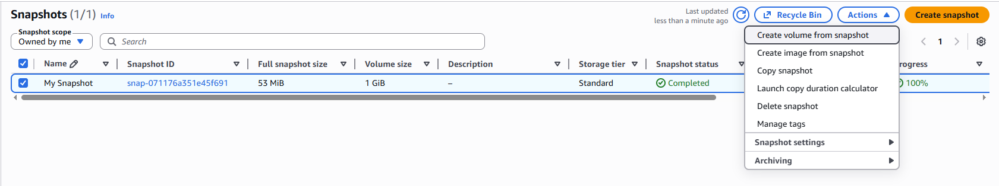 Snapshots (1/1) Info
Last updated
less than a minute ago
Recycle Bin
Actions
Create snapshot
Snapshot scope
Owned by me
Search
1
Name Snapshot ID Full snapshot size Volume size Description Storage tier Snapshot status rogress
My Snapshot snap-071176a351e45f691 53 MiB 1 GiB – Standard Completed 100%
Create volume from snapshot
Create image from snapshot
Copy snapshot
Launch copy duration calculator
Delete snapshot
Manage tags
Snapshot settings
Archiving